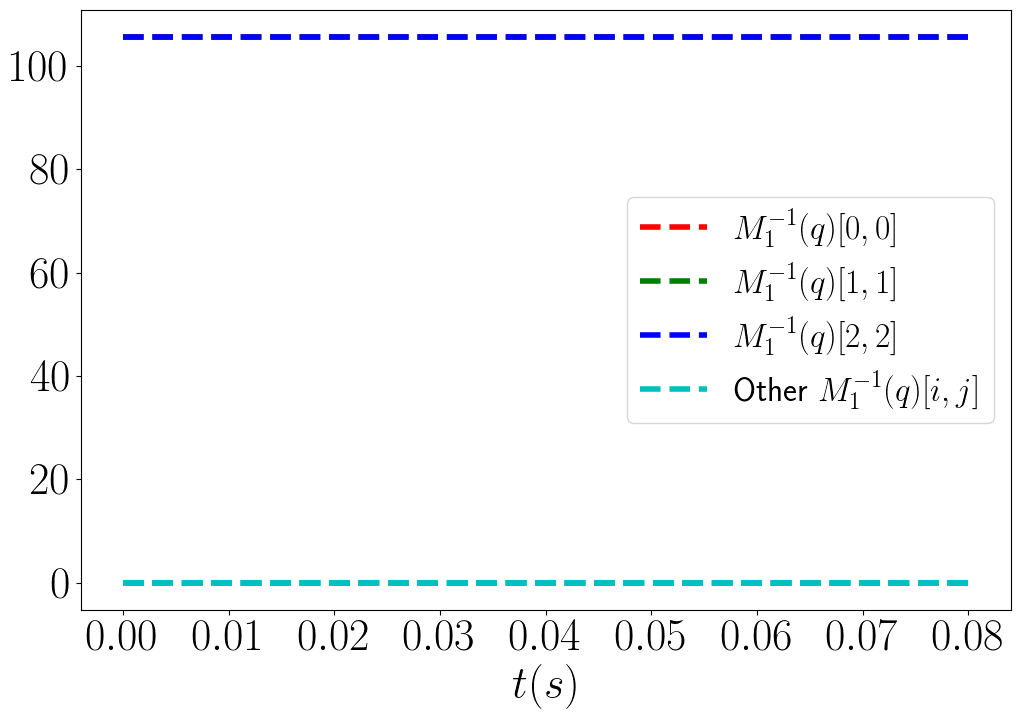 100
80
60
40
20
0
$M_1^{-1}(q)[0,0]$
$M_1^{-1}(q)[1,1]$
$M_1^{-1}(q)[2,2]$
Other $M_1^{-1}(q)[i,j]$
0.00 0.01 0.02 0.03 0.04 0.05 0.06 0.07 0.08
$t(s)$